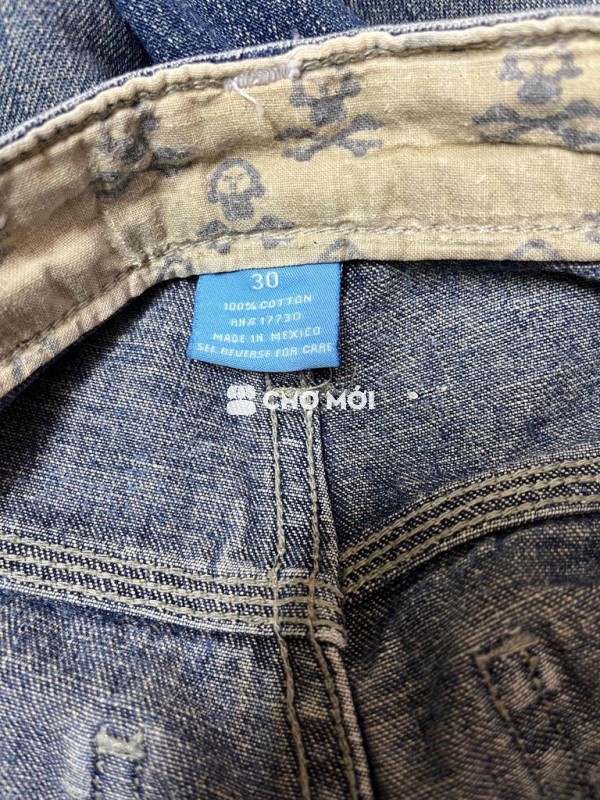 30
100% COTTON
RN# 17730
MADE IN MEXICO
SEE REVERSE FOR CARE
CHỢ MỚI